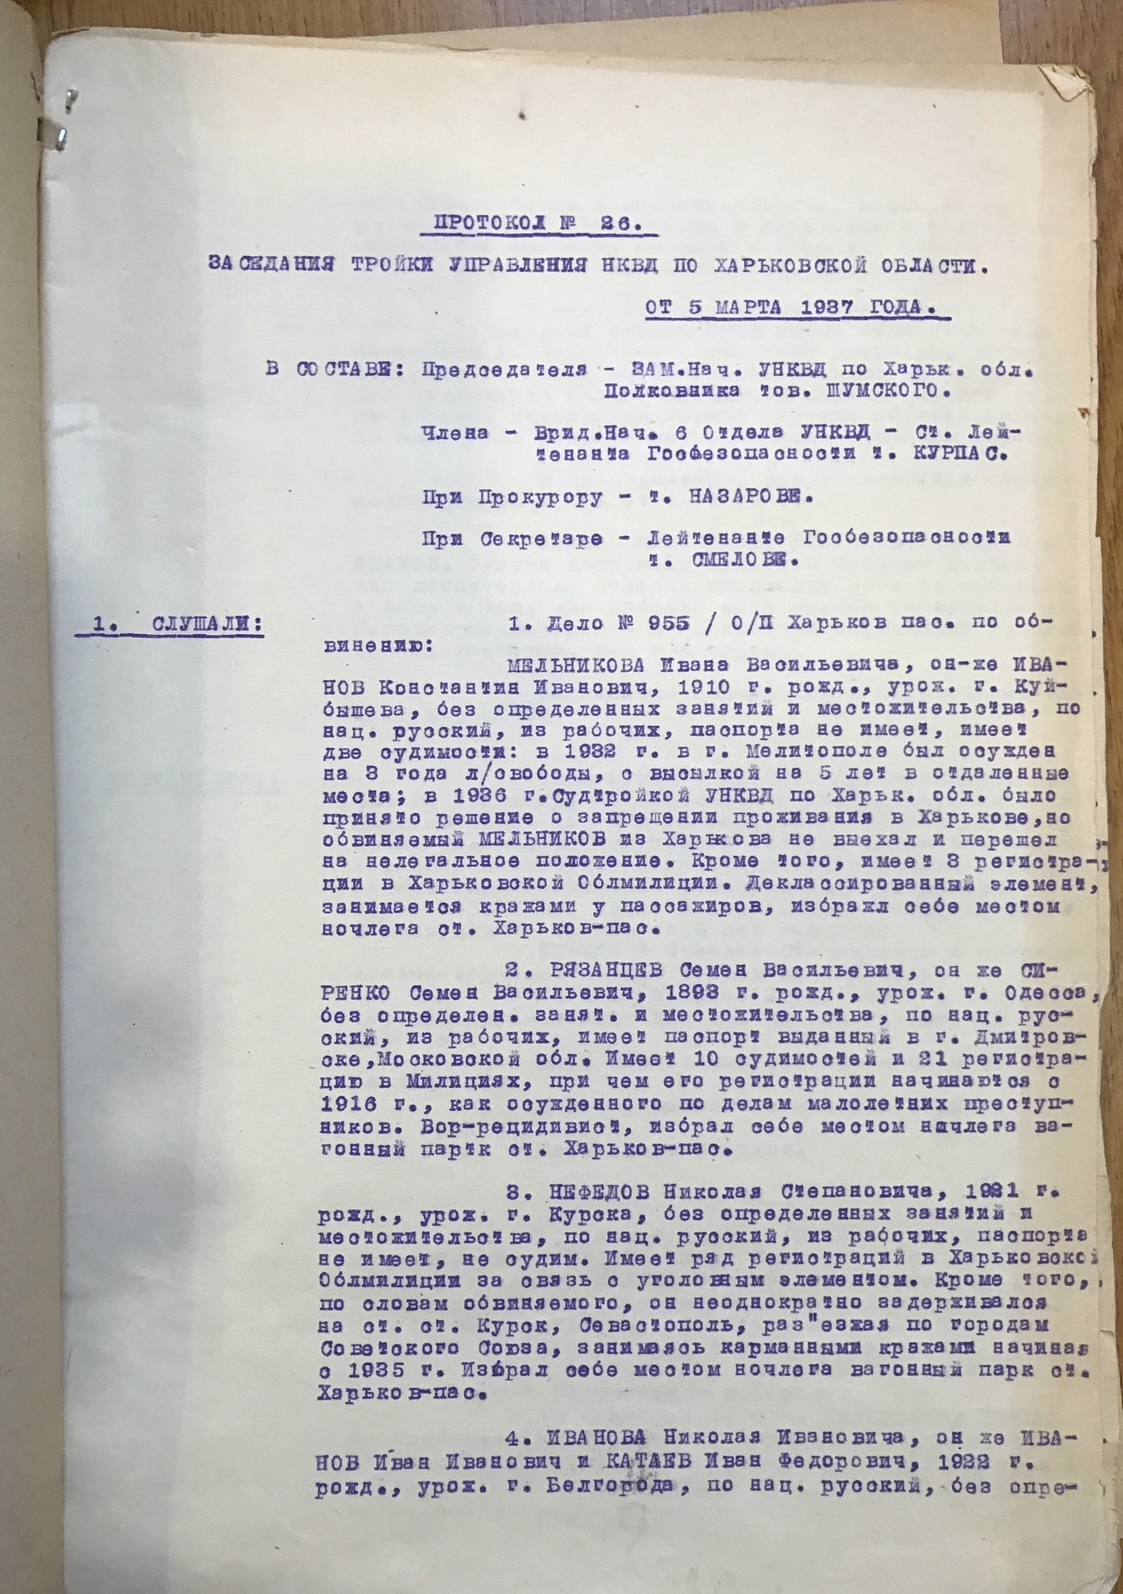 ПРОТОКОЛ № 26.
ЗАСЕДАНИЯ ТРОЙКИ УПРАВЛЕНИЯ НКВД ПО ХАРЬКОВСКОЙ ОБЛАСТИ.
ОТ 5 МАРТА 1937 ГОДА.
В СОСТАВЕ: Председателя - ЗАМ.Нач. УНКВД по Харьк. обл.
Полковника тов. ШУМСКОГО.
Члена - Врид.Нач. 6 Отдела УНКВД - Ст. Лей-
тенанта Госбезопасности т. КУРПАС.
При Прокурору - т. НАЗАРОВЕ.
При Секретаре - Лейтенанте Госбезопасности
т. СМЕЛОВЕ.
1. СЛУШАЛИ: 1. Дело № 955 / О/П Харьков пас. по об-
винению:
МЕЛЬНИКОВА Ивана Васильевича, он-же ИВА-
НОВ Константин Иванович, 1910 г. рожд., урож. г. Куй-
бышева, без определенных занятий и местожительства, по
нац. русский, из рабочих, паспорта не имеет, имеет
две судимости: в 1932 г. в г. Мелитополе был осужден
на 3 года л/свободы, с высылкой на 5 лет в отдаленные
места; в 1936 г.Судтройкой УНКВД по Харьк. обл. было
принято решение о запрещении проживания в Харькове,но
обвиняемый МЕЛЬНИКОВ из Харькова не выехал и перешел
на нелегальное положение. Кроме того, имеет 3 регистра-
ции в Харьковской Облмилиции. Деклассированный элемент,
занимается кражами у пассажиров, избражл себе местом
ночлега ст. Харьков-пас.
2. РЯЗАНЦЕВ Семен Васильевич, он же СИ-
РЕНКО Семен Васильевич, 1893 г. рожд., урож. г. Одесса,
без определен. занят. и местожительства, по нац. рус-
ский, из рабочих, имеет паспорт выданный в г. Дмитров-
ске,Московской обл. Имеет 10 судимостей и 21 регистра-
цию в Милициях, при чем его регистрации начинаются с
1916 г., как осужденного по делам малолетних преступ-
ников. Вор-рецидивист, избрал себе местом ночлега ва-
гонный партк ст. Харьков-пас.
3. НЕФЕДОВ Николая Степановича, 1921 г.
рожд., урож. г. Курска, без определенных занятий и
местожительства, по нац. русский, из рабочих, паспорта
не имеет, не судим. Имеет ряд регистраций в Харьковской
Облмилиции за связь с уголовным элементом. Кроме того,
по словам обвиняемого, он неоднократно задерживался
на ст. ст. Курск, Севастополь, раз"езжая по городам
Советского Союза, занимаясь карманными кражами начиная
с 1935 г. Избрал себе местом ночлега вагонный парк ст.
Харьков-пас.
4. ИВАНОВА Николая Ивановича, он же ИВА-
НОВ Иван Иванович и КАТАЕВ Иван Федорович, 1922 г.
рожд., урож. г. Белгорода, по нац. русский, без опре-